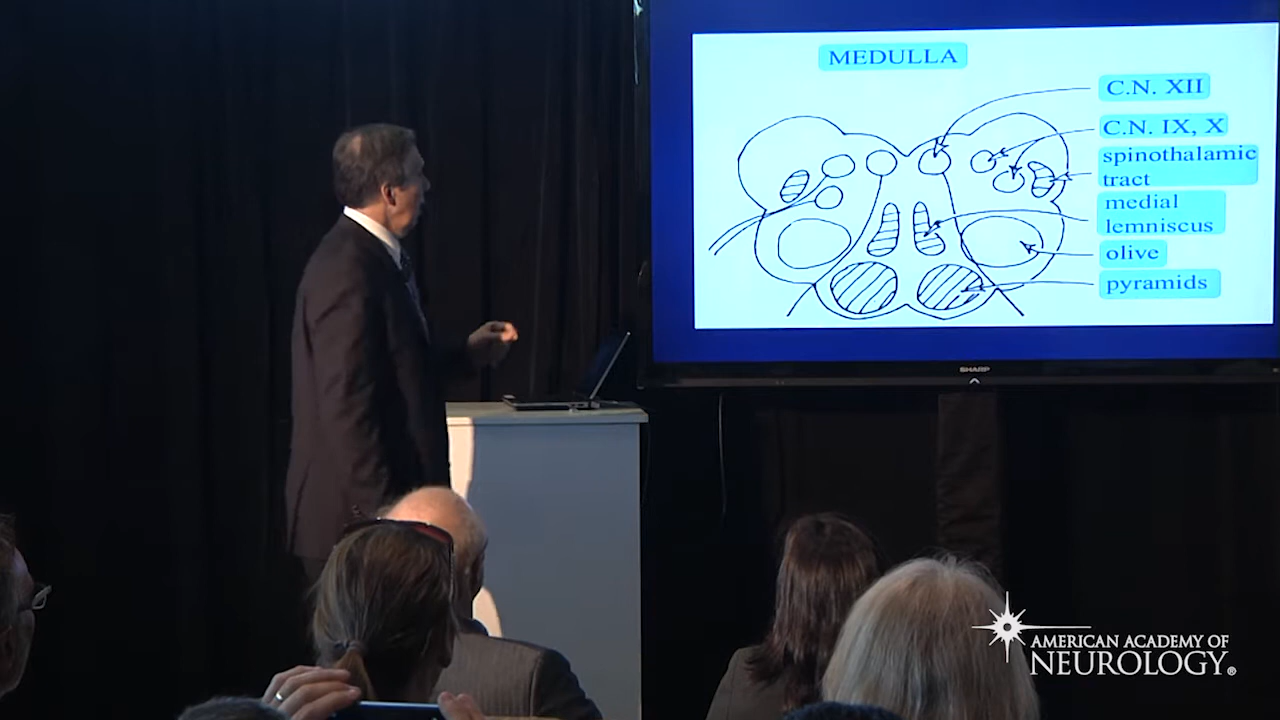 MEDULLA
C.N. XII
C.N. IX, X
spinothalamic
tract
medial
lemniscus
olive
pyramids
SHARP
AMERICAN ACADEMY OF
NEUROLOGY®